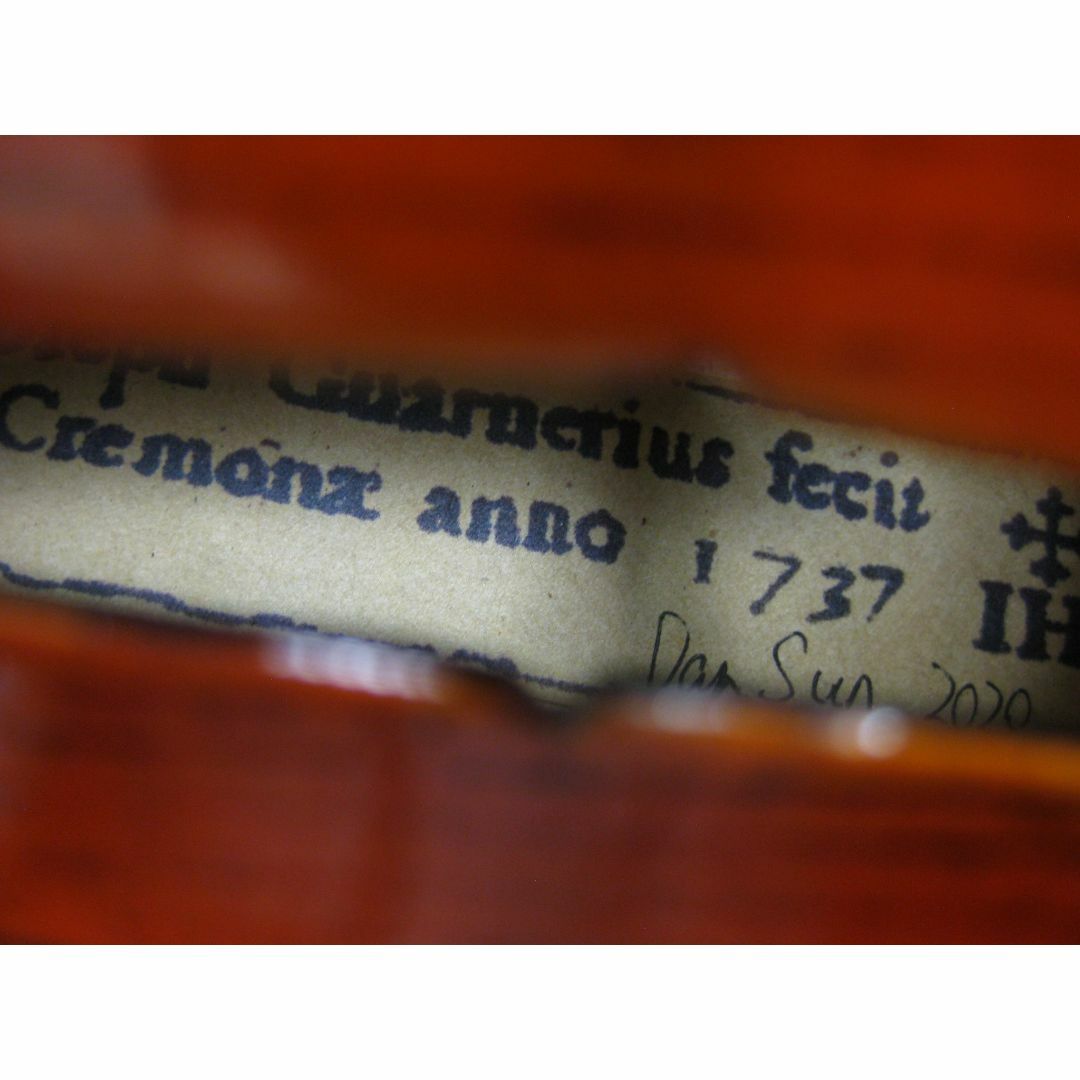 Guarnerius fecit
Cremonæ anno 1737 IH
Dan Sun 2020